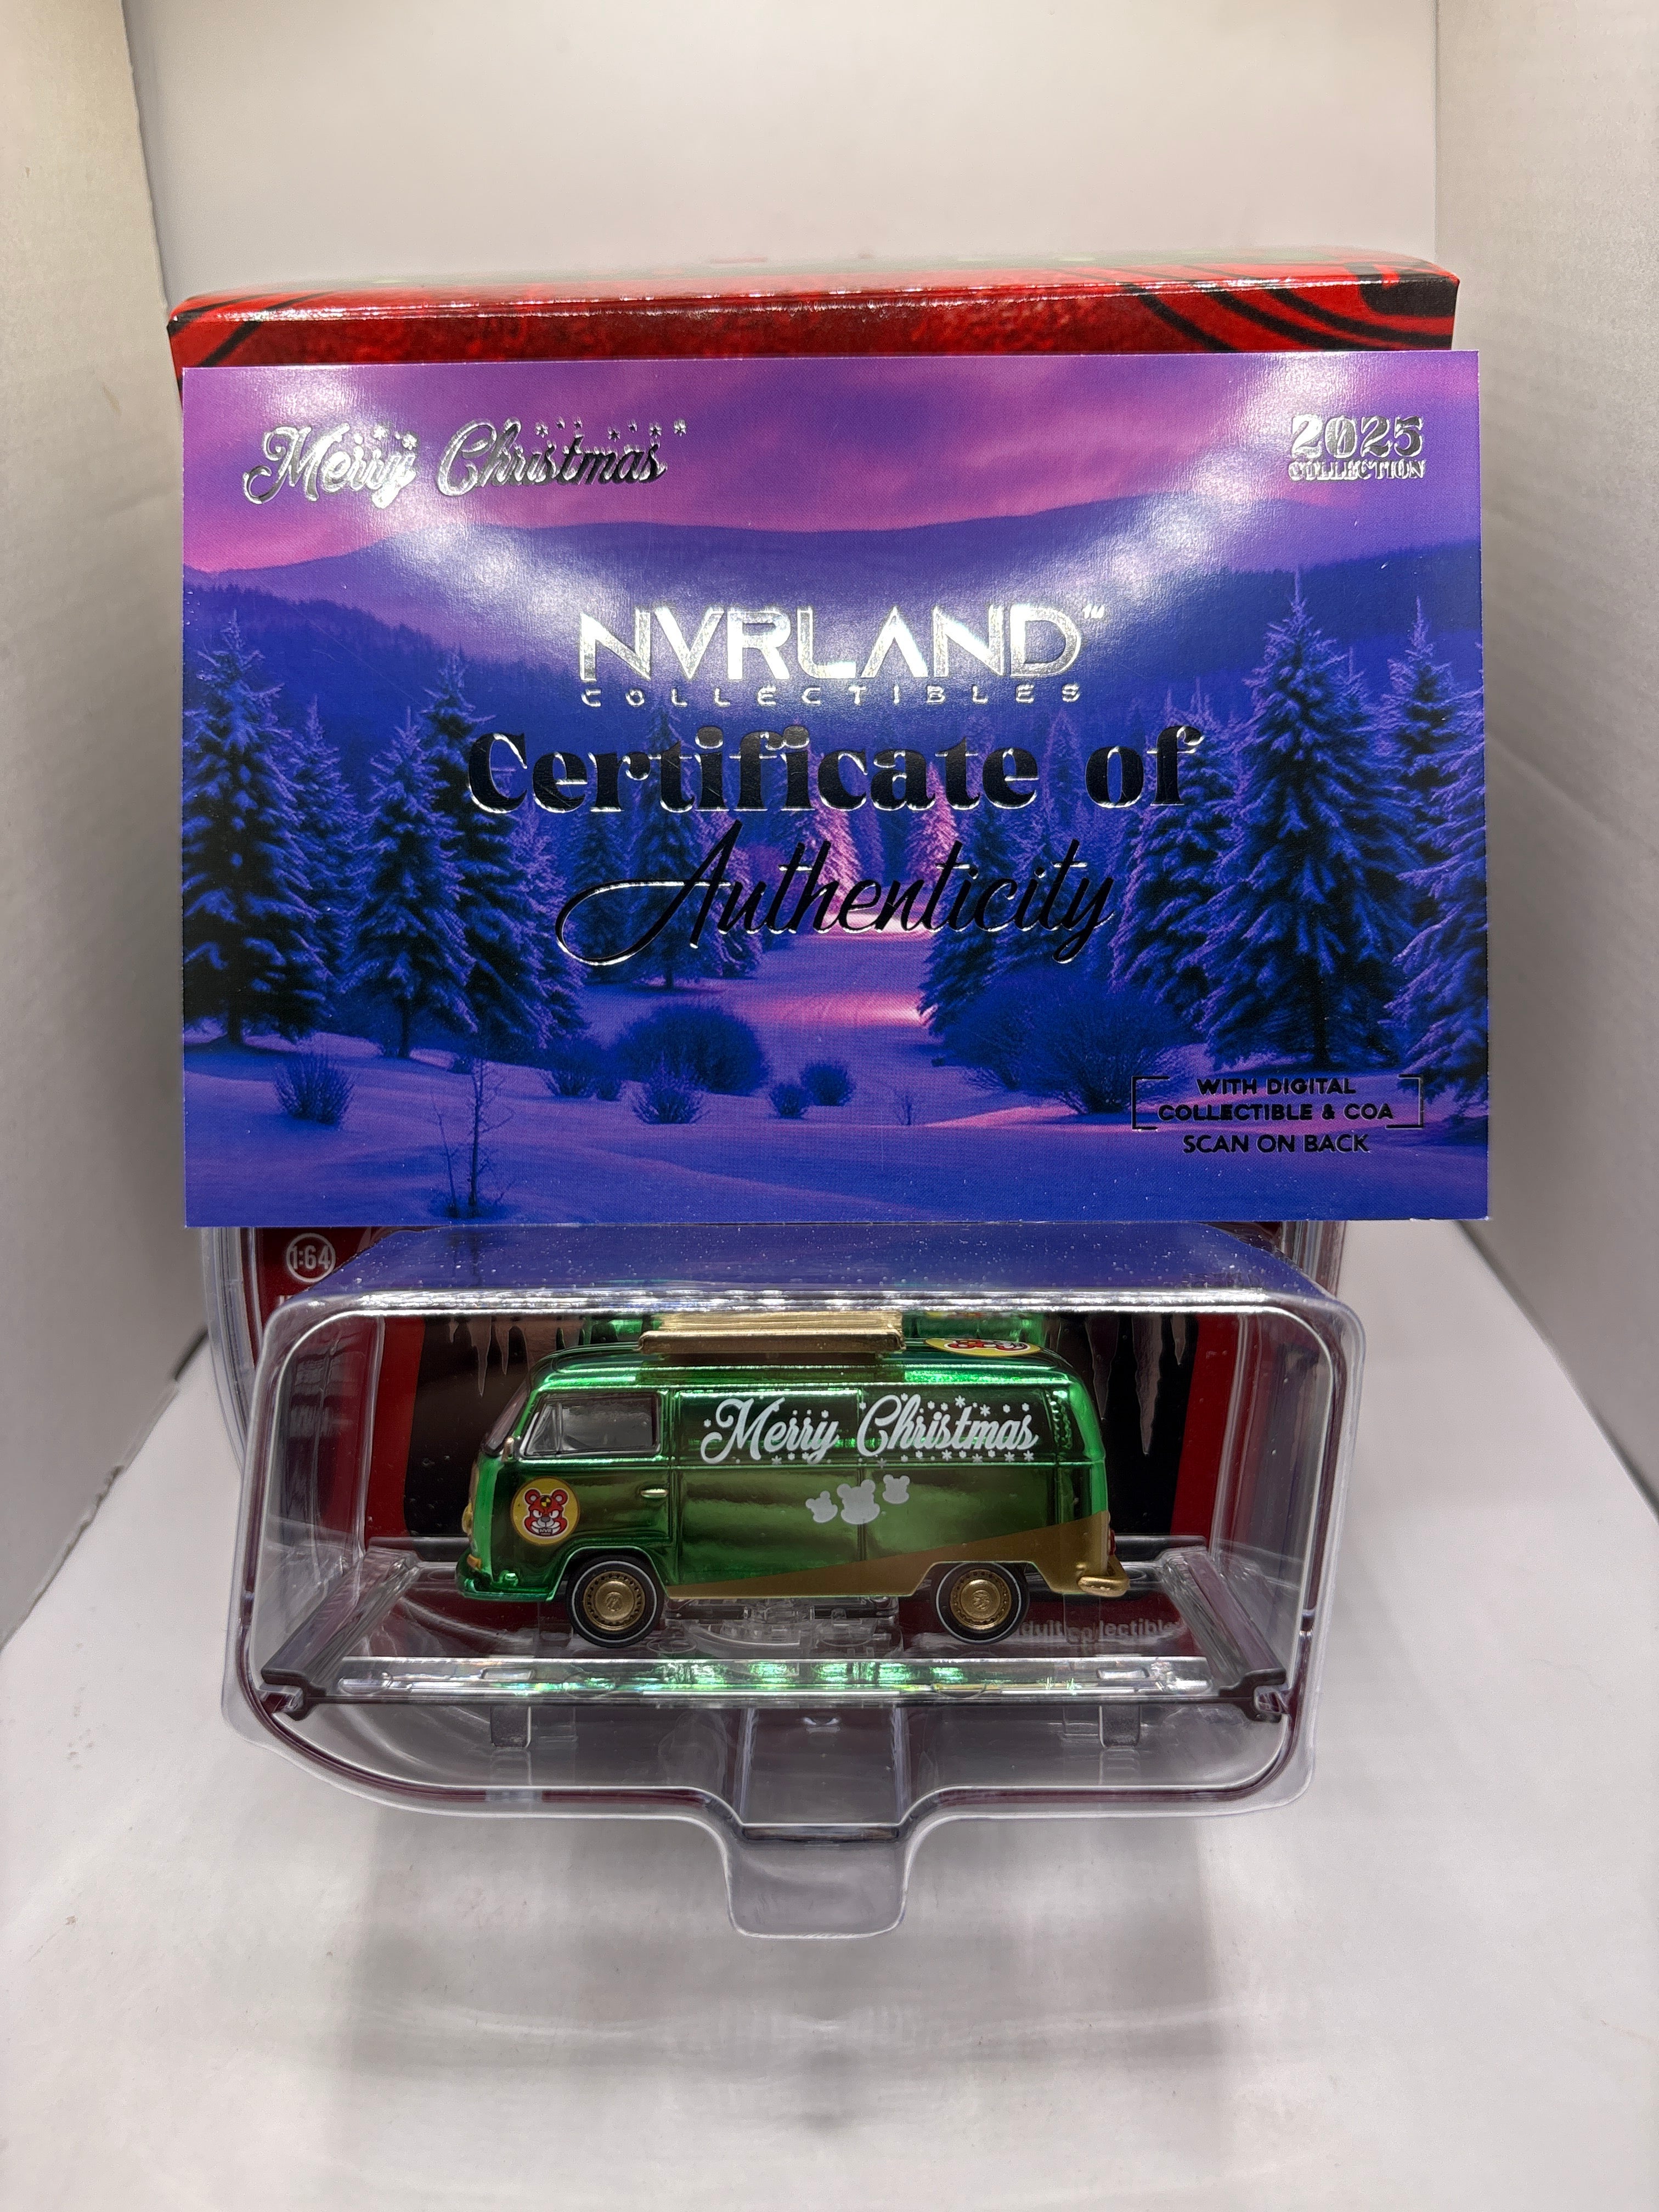 Merry Christmas
2025
COLLECTION
NVRLAND™
COLLECTIBLES
Certificate of
Authenticity
WITH DIGITAL
COLLECTIBLE & COA
SCAN ON BACK
1:64
Merry Christmas